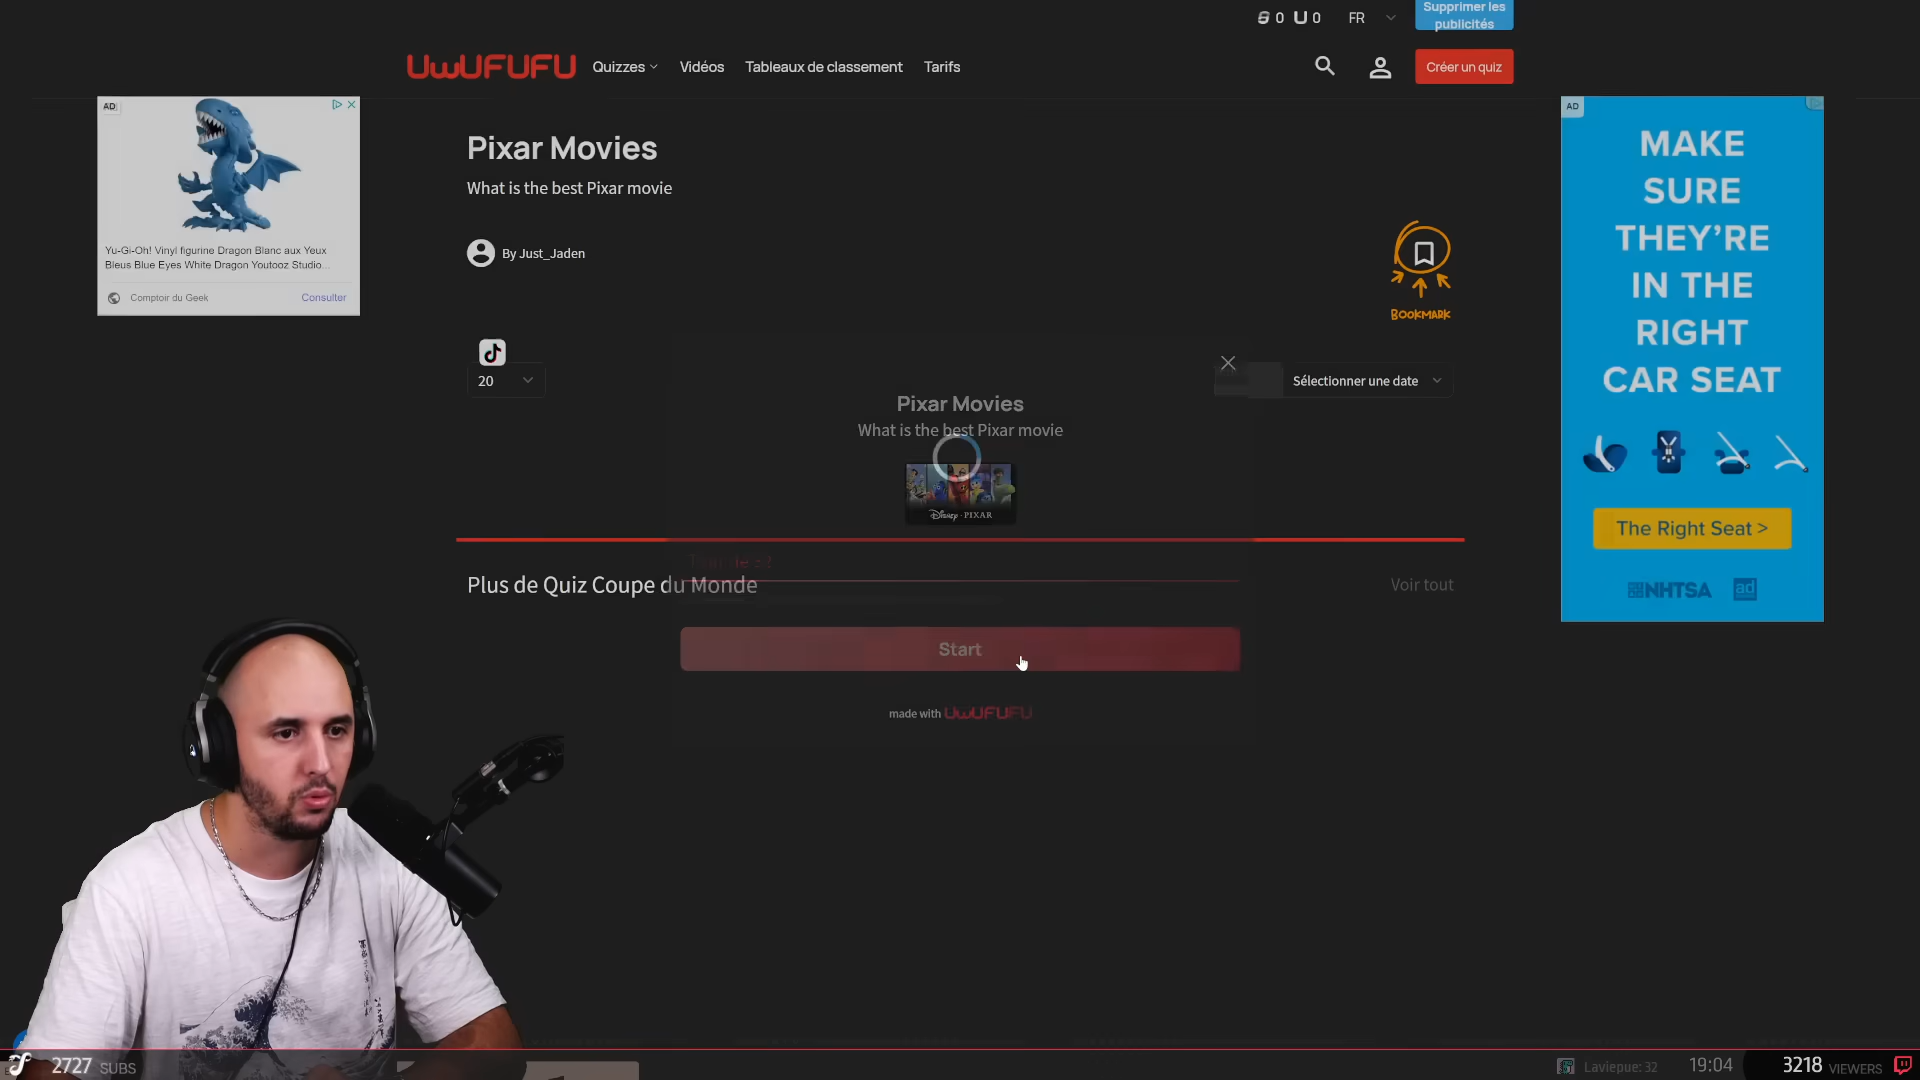 0 0 FR
Supprimer les
publicités
UwUFUFU Quizzes Vidéos Tableaux de classement Tarifs
Créer un quiz
AD
Yu-Gi-Oh! Vinyl figurine Dragon Blanc aux Yeux
Bleus Blue Eyes White Dragon Youtooz Studio...
Comptoir du Geek Consulter
Pixar Movies
What is the best Pixar movie
By Just_Jaden
BOOKMARK
20
Sélectionner une date
Pixar Movies
What is the best Pixar movie
Disney · PIXAR
Plus de Quiz Coupe du Monde
Voir tout
Start
made with UwUFUFU
AD
MAKE
SURE
THEY'RE
IN THE
RIGHT
CAR SEAT
The Right Seat >
NHTSA ad
2727 SUBS
Laviepue: 32
19:04
3218 VIEWERS